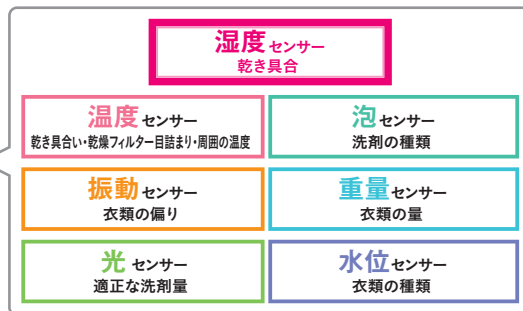 湿度センサー
乾き具合
温度センサー
乾き具合い・乾燥フィルター目詰まり・周囲の温度
泡センサー
洗剤の種類
振動センサー
衣類の偏り
重量センサー
衣類の量
光センサー
適正な洗剤量
水位センサー
衣類の種類